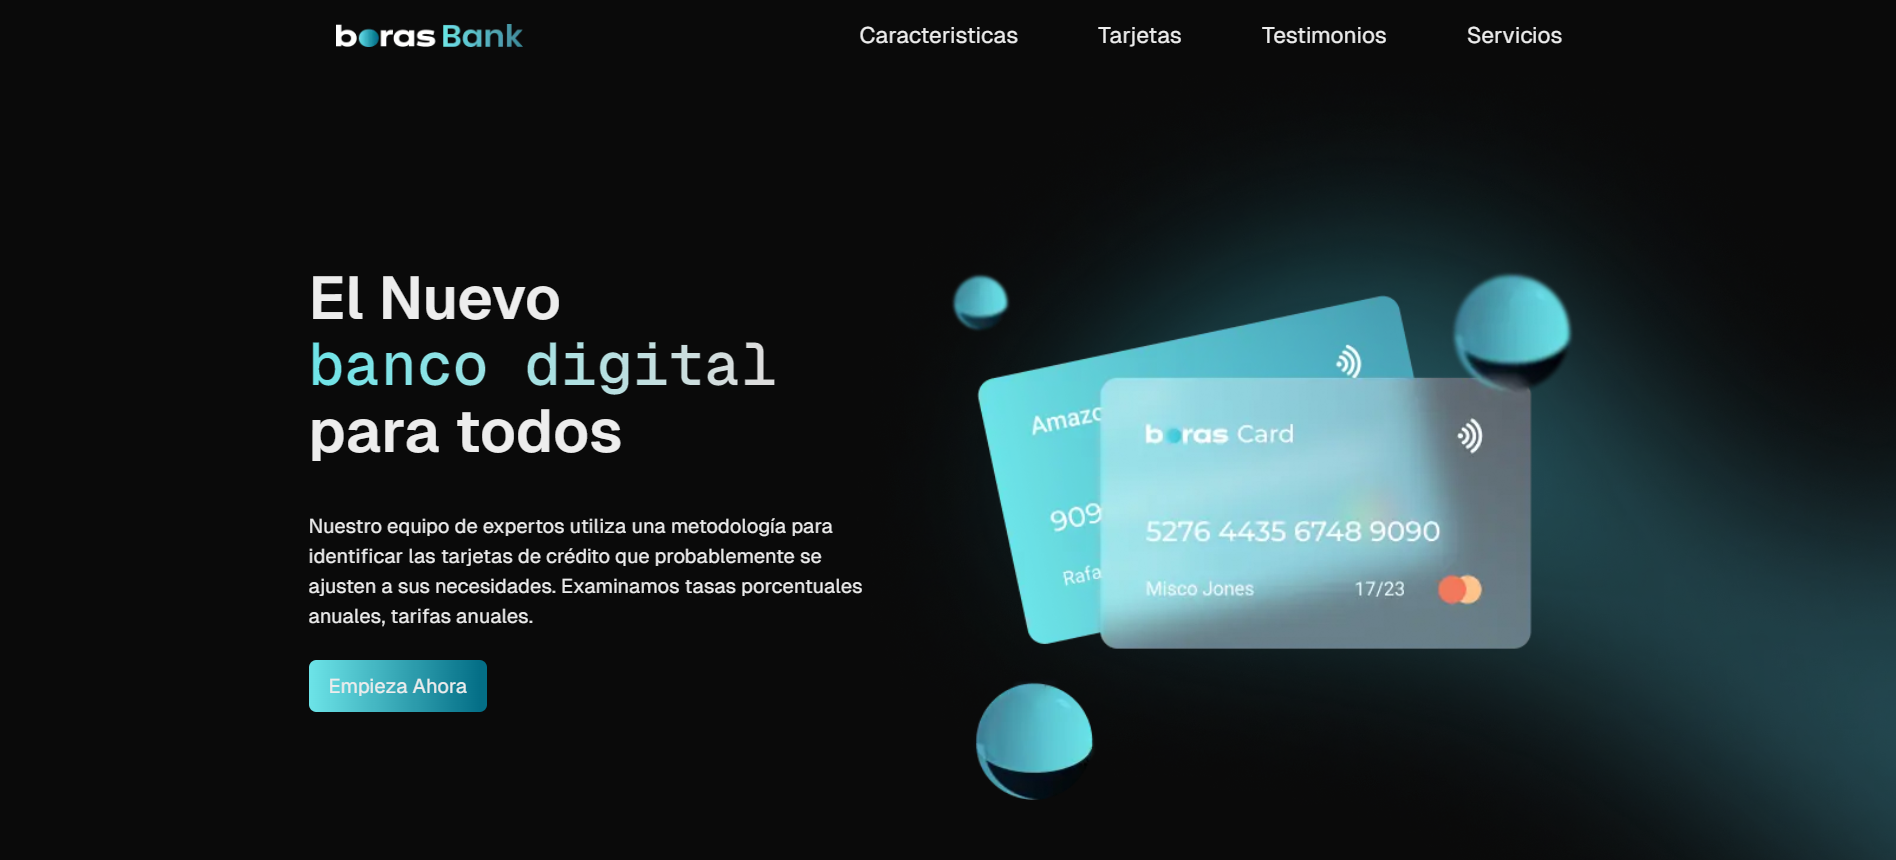 boras Bank
Caracteristicas
Tarjetas
Testimonios
Servicios
El Nuevo
banco digital
para todos
Nuestro equipo de expertos utiliza una metodología para
identificar las tarjetas de crédito que probablemente se
ajusten a sus necesidades. Examinamos tasas porcentuales
anuales, tarifas anuales.
Empieza Ahora
Amazo
909
Rafa
boras Card
5276 4435 6748 9090
Misco Jones 17/23